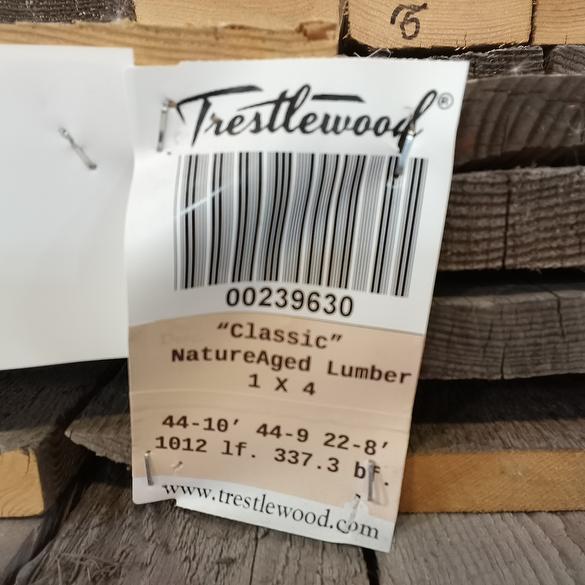 Trestlewood®
00239630
"Classic"
NatureAged Lumber
1 X 4
44-10' 44-9 22-8'
1012 lf. 337.3 bf.
www.trestlewood.com